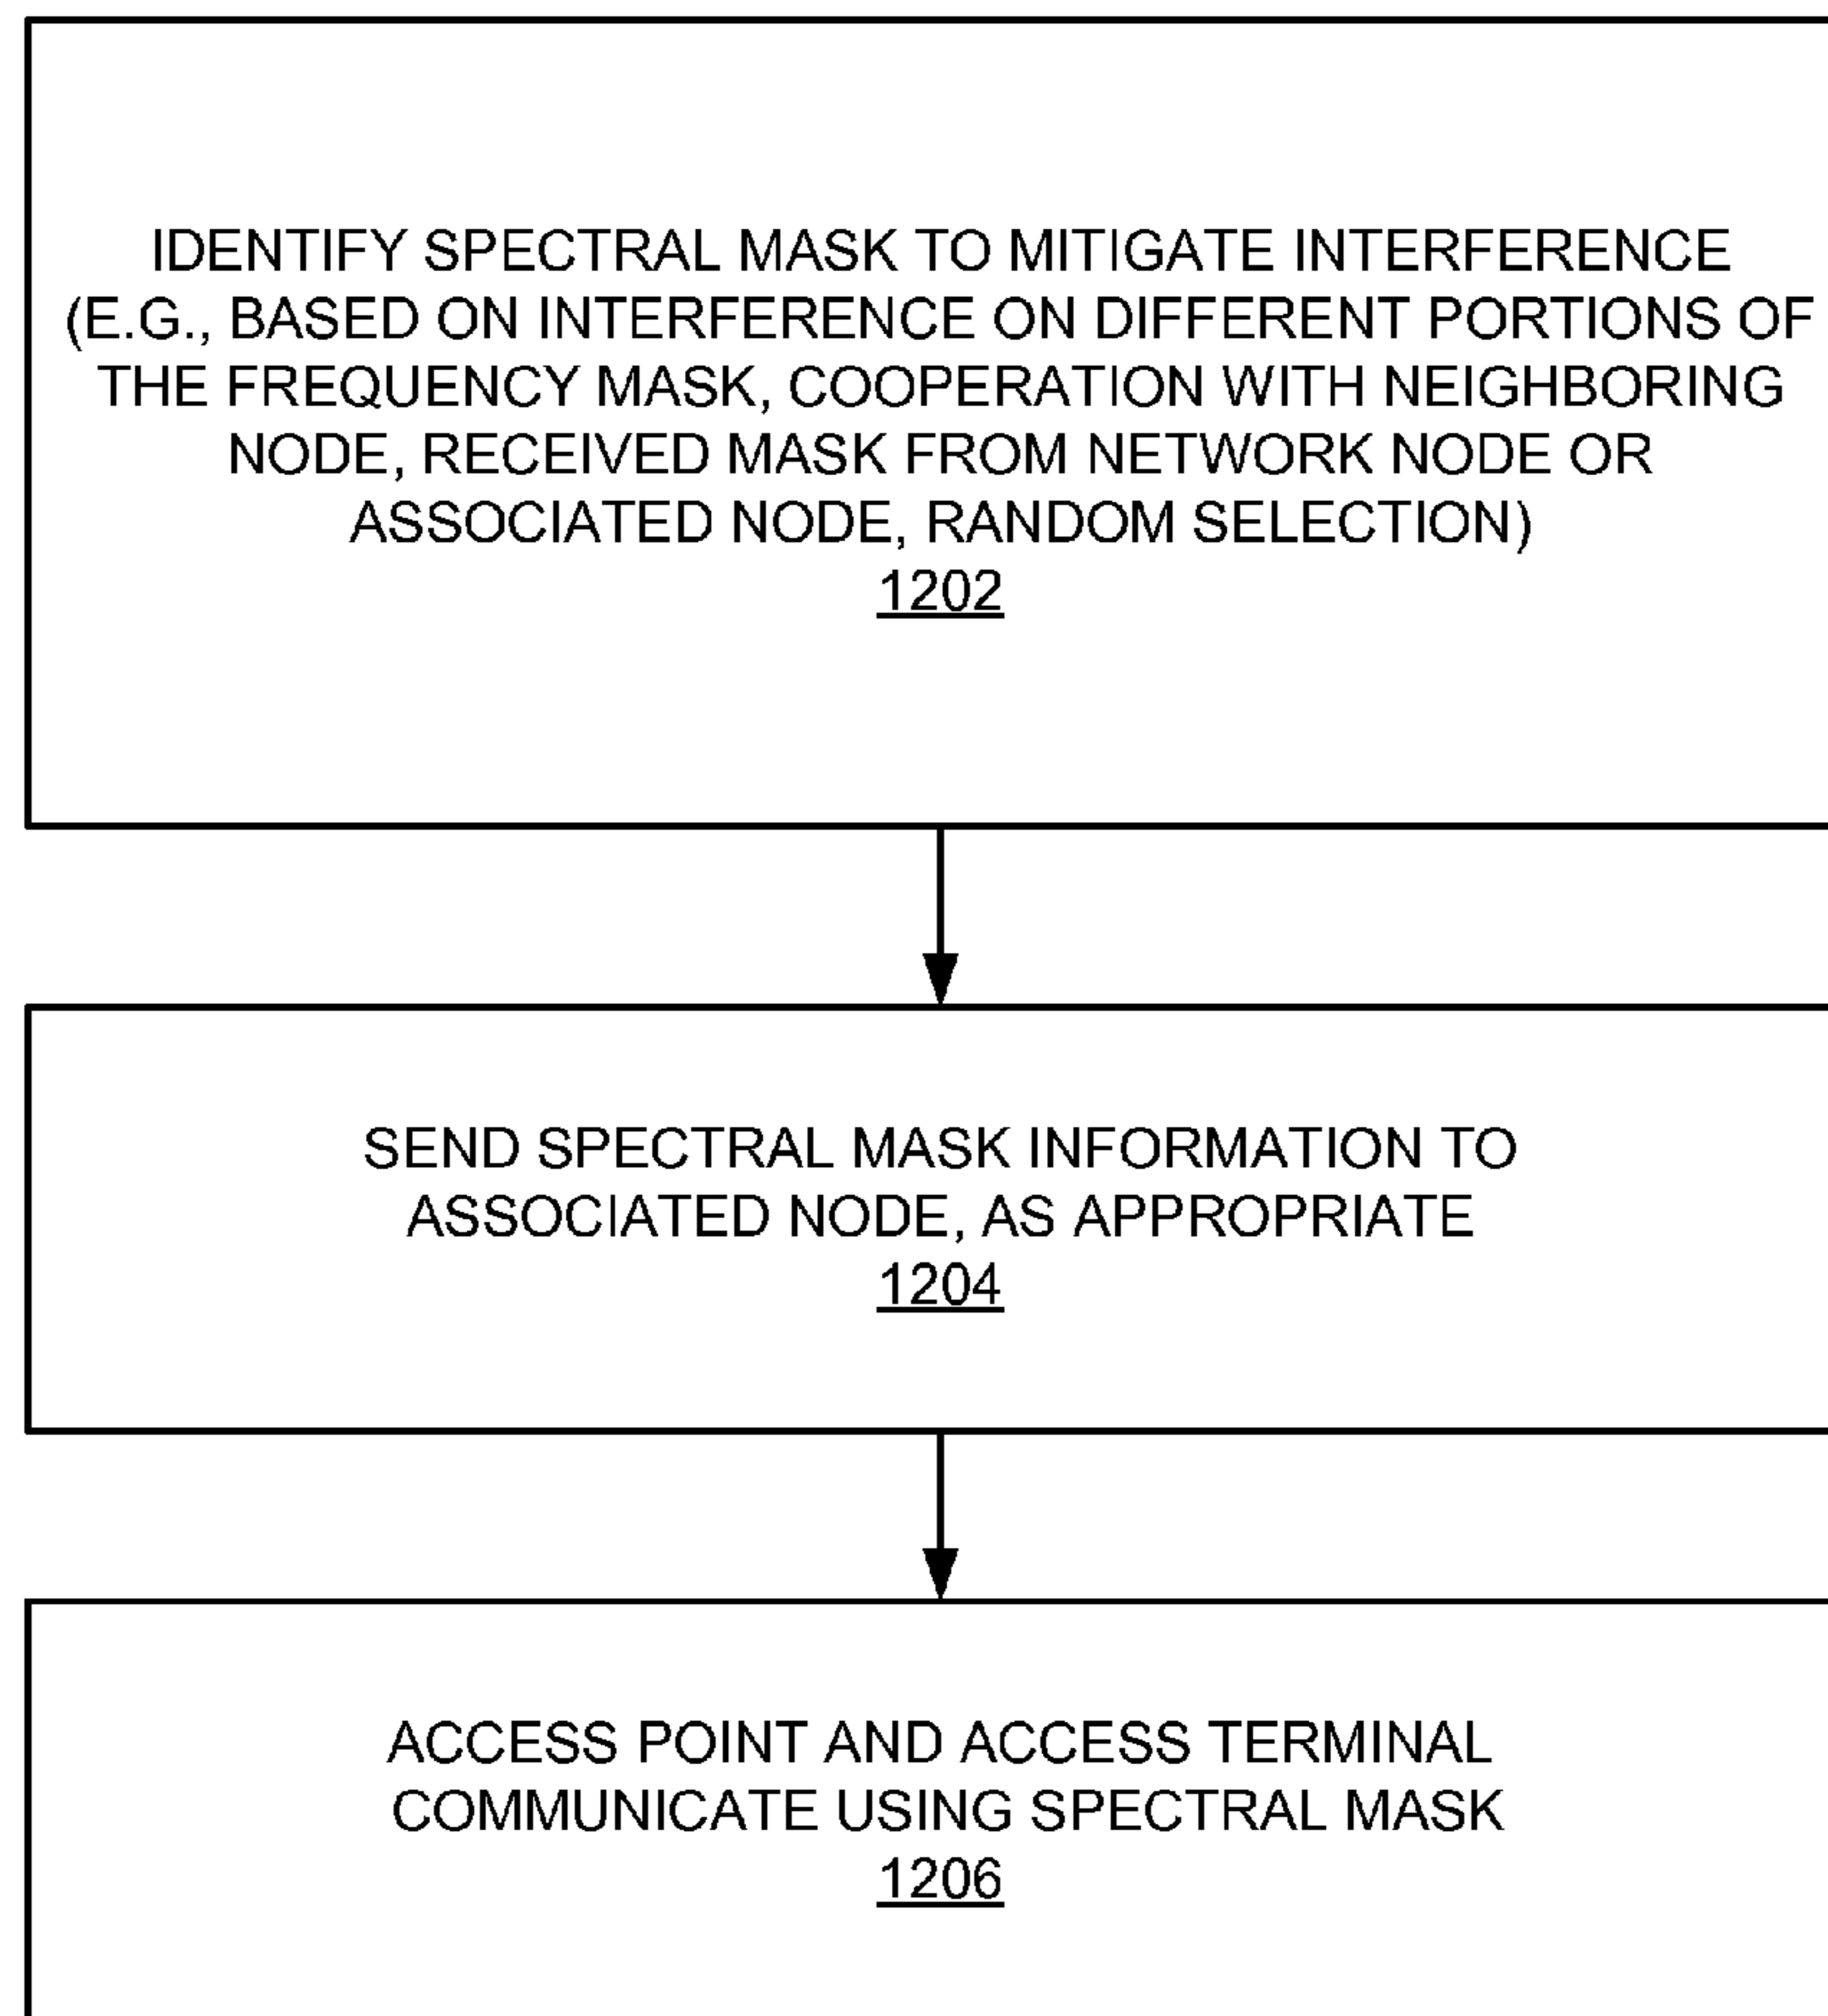 IDENTIFY SPECTRAL MASK TO MITIGATE INTERFERENCE
(E.G., BASED ON INTERFERENCE ON DIFFERENT PORTIONS OF
THE FREQUENCY MASK, COOPERATION WITH NEIGHBORING
NODE, RECEIVED MASK FROM NETWORK NODE OR
ASSOCIATED NODE, RANDOM SELECTION)
1202
SEND SPECTRAL MASK INFORMATION TO
ASSOCIATED NODE, AS APPROPRIATE
1204
ACCESS POINT AND ACCESS TERMINAL
COMMUNICATE USING SPECTRAL MASK
1206